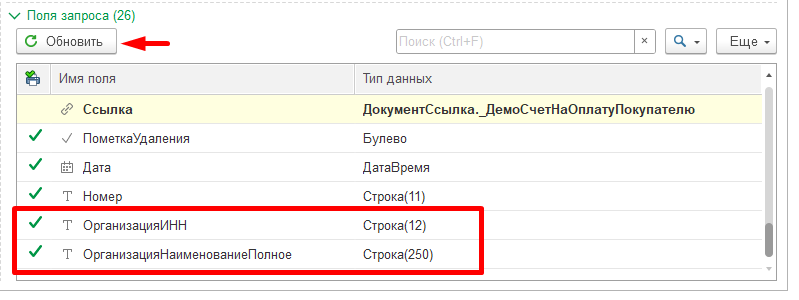 Поля запроса (26)
Обновить Поиск (Ctrl+F) × Еще
Имя поля Тип данных
Ссылка ДокументСсылка._ДемоСчетНаОплатуПокупателю
ПометкаУдаления Булево
Дата ДатаВремя
Номер Строка(11)
ОрганизацияИНН Строка(12)
ОрганизацияНаименованиеПолное Строка(250)